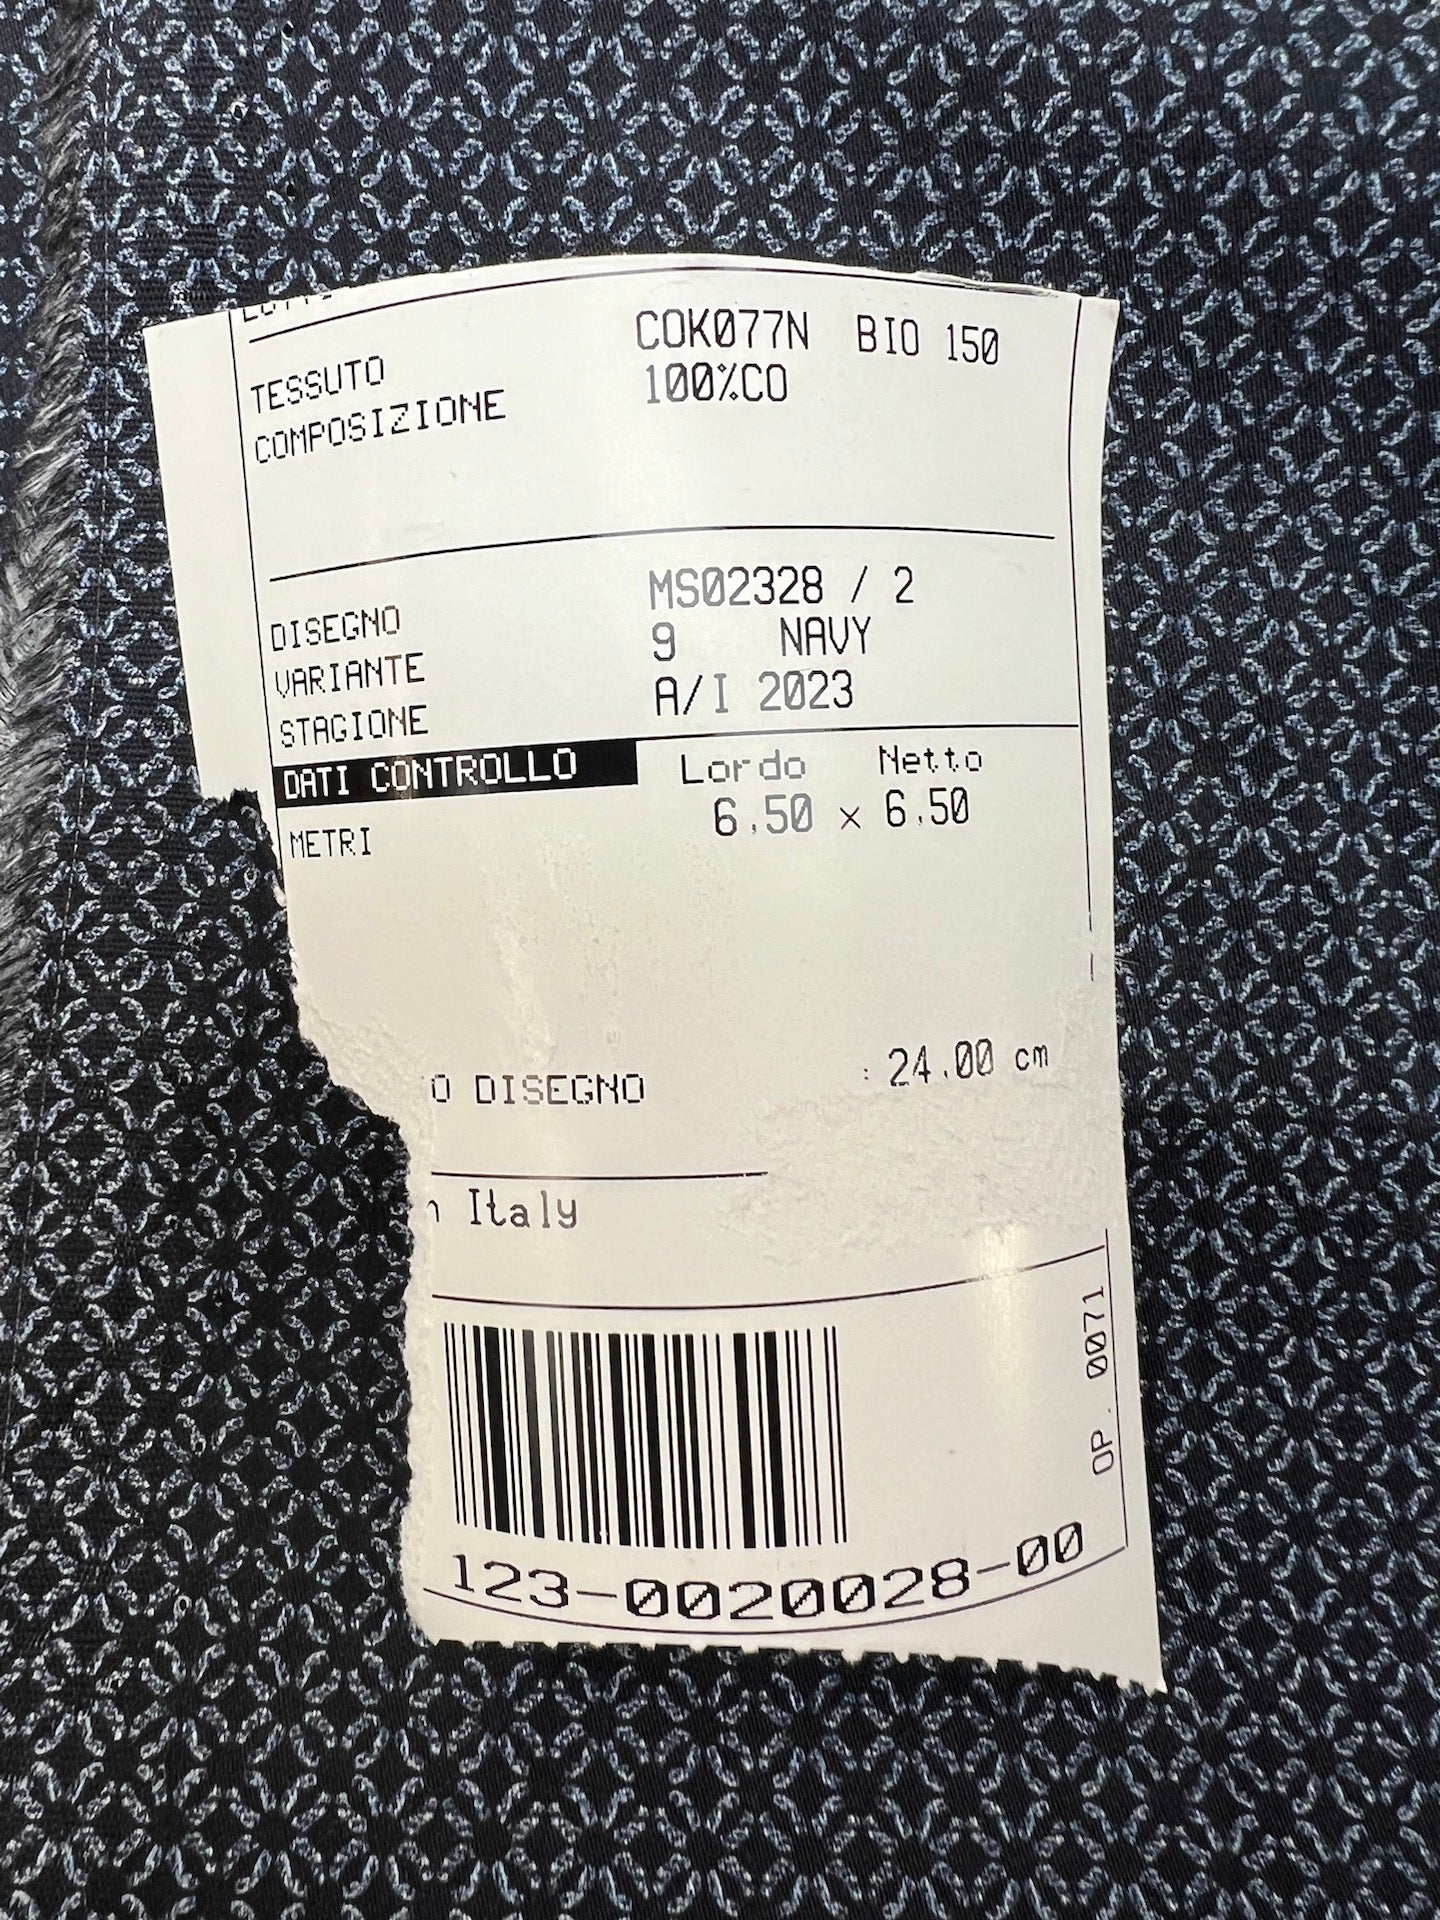 TESSUTO COK077N BIO 150
COMPOSIZIONE 100%CO
DISEGNO MS02328 / 2
VARIANTE 9 NAVY
STAGIONE A/I 2023
DATI CONTROLLO Lordo Netto
METRI 6.50 × 6.50
O DISEGNO : 24.00 cm
n Italy
OP. 0071
123-0020028-00